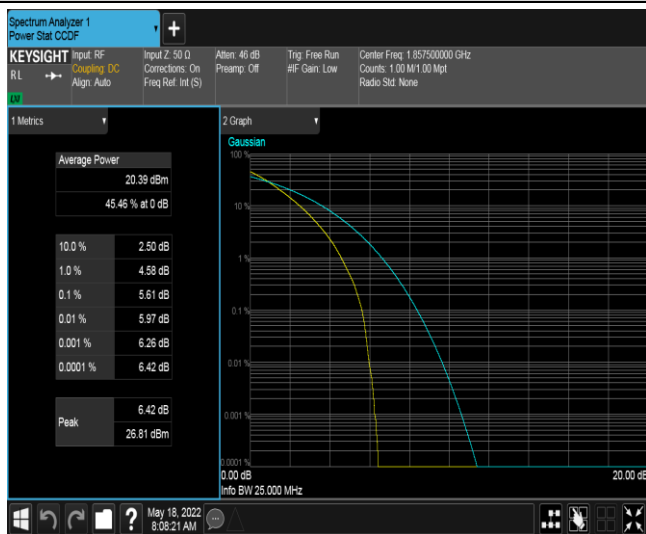 Spectrum Analyzer 1
Power Stat CCDF
KEYSIGHT
RL
LNI
Input: RF
Coupling: DC
Align: Auto
Input Z: 50 Ω
Corrections: On
Freq Ref: Int (S)
Atten: 46 dB
Preamp: Off
Trig: Free Run
#IF Gain: Low
Center Freq: 1.857500000 GHz
Counts: 1.00 M/1.00 Mpt
Radio Std: None
1 Metrics
Average Power
20.39 dBm
45.46 % at 0 dB
10.0 % 2.50 dB
1.0 % 4.58 dB
0.1 % 5.61 dB
0.01 % 5.97 dB
0.001 % 6.26 dB
0.0001 % 6.42 dB
Peak
6.42 dB
26.81 dBm
2 Graph
Gaussian
100 %
10 %
1 %
0.1 %
0.01 %
0.001 %
0.0001 %
0.00 dB
20.00 dB
Info BW 25.000 MHz
?
May 18, 2022
8:08:21 AM